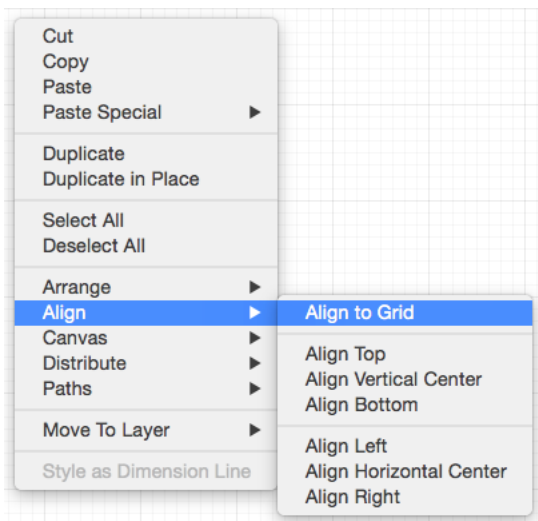 Cut
Copy
Paste
Paste Special
Duplicate
Duplicate in Place
Select All
Deselect All
Arrange
Align
Canvas
Distribute
Paths
Move To Layer
Style as Dimension Line
Align to Grid
Align Top
Align Vertical Center
Align Bottom
Align Left
Align Horizontal Center
Align Right